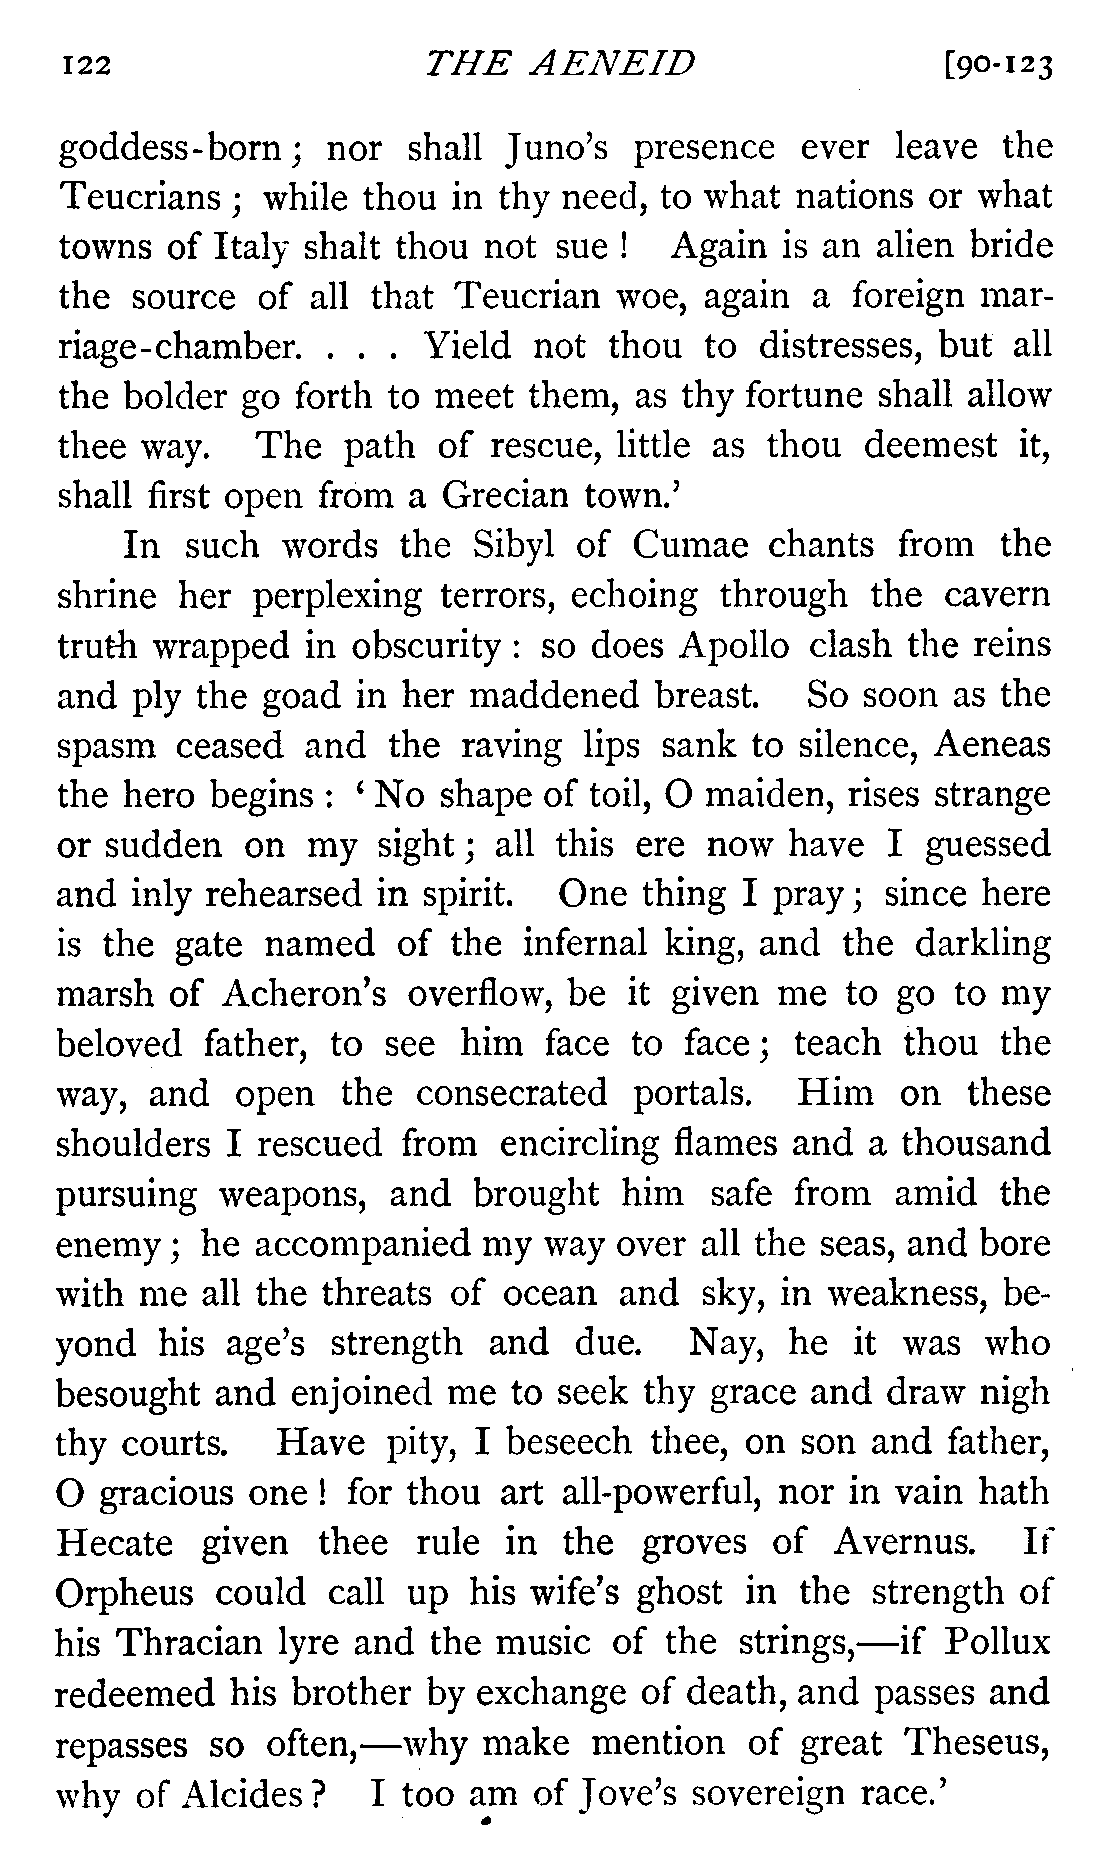 122 THE AENEID [90-123
goddess-born ; nor shall Juno's presence ever leave the
Teucrians ; while thou in thy need, to what nations or what
towns of Italy shalt thou not sue ! Again is an alien bride
the source of all that Teucrian woe, again a foreign mar-
riage-chamber. . . . Yield not thou to distresses, but all
the bolder go forth to meet them, as thy fortune shall allow
thee way. The path of rescue, little as thou deemest it,
shall first open from a Grecian town.'
In such words the Sibyl of Cumae chants from the
shrine her perplexing terrors, echoing through the cavern
truth wrapped in obscurity : so does Apollo clash the reins
and ply the goad in her maddened breast. So soon as the
spasm ceased and the raving lips sank to silence, Aeneas
the hero begins : ‘ No shape of toil, O maiden, rises strange
or sudden on my sight ; all this ere now have I guessed
and inly rehearsed in spirit. One thing I pray ; since here
is the gate named of the infernal king, and the darkling
marsh of Acheron's overflow, be it given me to go to my
beloved father, to see him face to face ; teach thou the
way, and open the consecrated portals. Him on these
shoulders I rescued from encircling flames and a thousand
pursuing weapons, and brought him safe from amid the
enemy ; he accompanied my way over all the seas, and bore
with me all the threats of ocean and sky, in weakness, be-
yond his age's strength and due. Nay, he it was who
besought and enjoined me to seek thy grace and draw nigh
thy courts. Have pity, I beseech thee, on son and father,
O gracious one ! for thou art all-powerful, nor in vain hath
Hecate given thee rule in the groves of Avernus. If
Orpheus could call up his wife's ghost in the strength of
his Thracian lyre and the music of the strings,—if Pollux
redeemed his brother by exchange of death, and passes and
repasses so often,—why make mention of great Theseus,
why of Alcides ? I too am of Jove's sovereign race.'